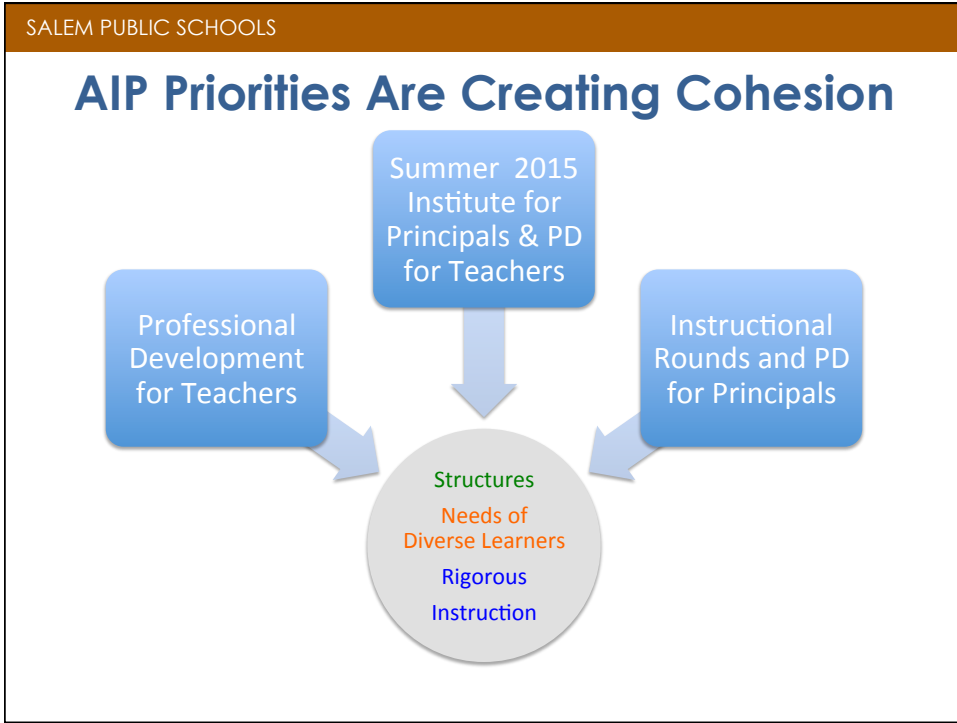 SALEM PUBLIC SCHOOLS
AIP Priorities Are Creating Cohesion
Summer 2015
Institute for
Principals & PD
for Teachers
Professional
Development
for Teachers
Instructional
Rounds and PD
for Principals
Structures
Needs of
Diverse Learners
Rigorous
Instruction